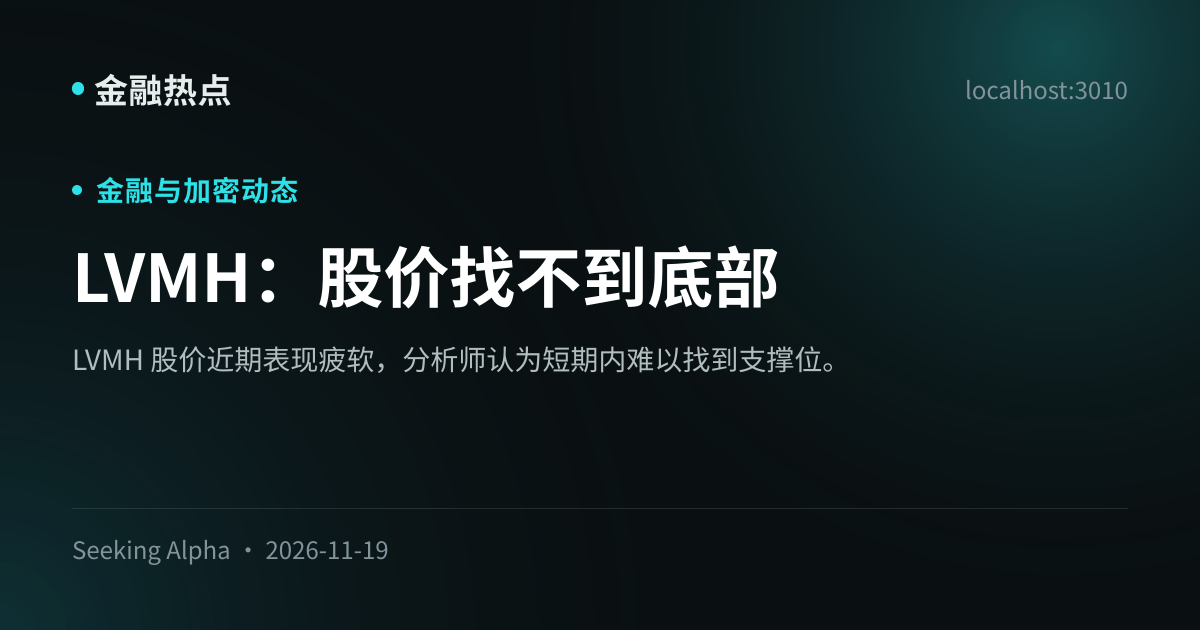 金融热点
localhost:3010
金融与加密动态
LVMH：股价找不到底部
LVMH 股价近期表现疲软，分析师认为短期内难以找到支撑位。
Seeking Alpha · 2026-11-19